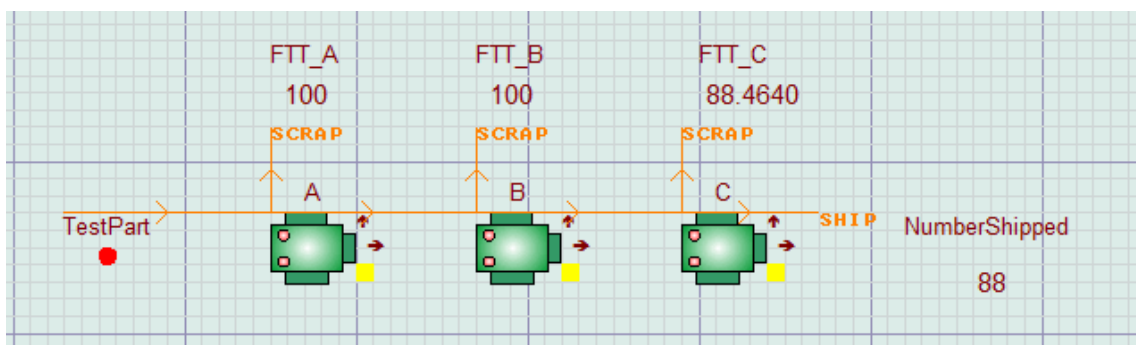 FTT_A FTT_B FTT_C
100 100 88.4640
SCRAP SCRAP SCRAP
A B C
TestPart SHIP NumberShipped
88